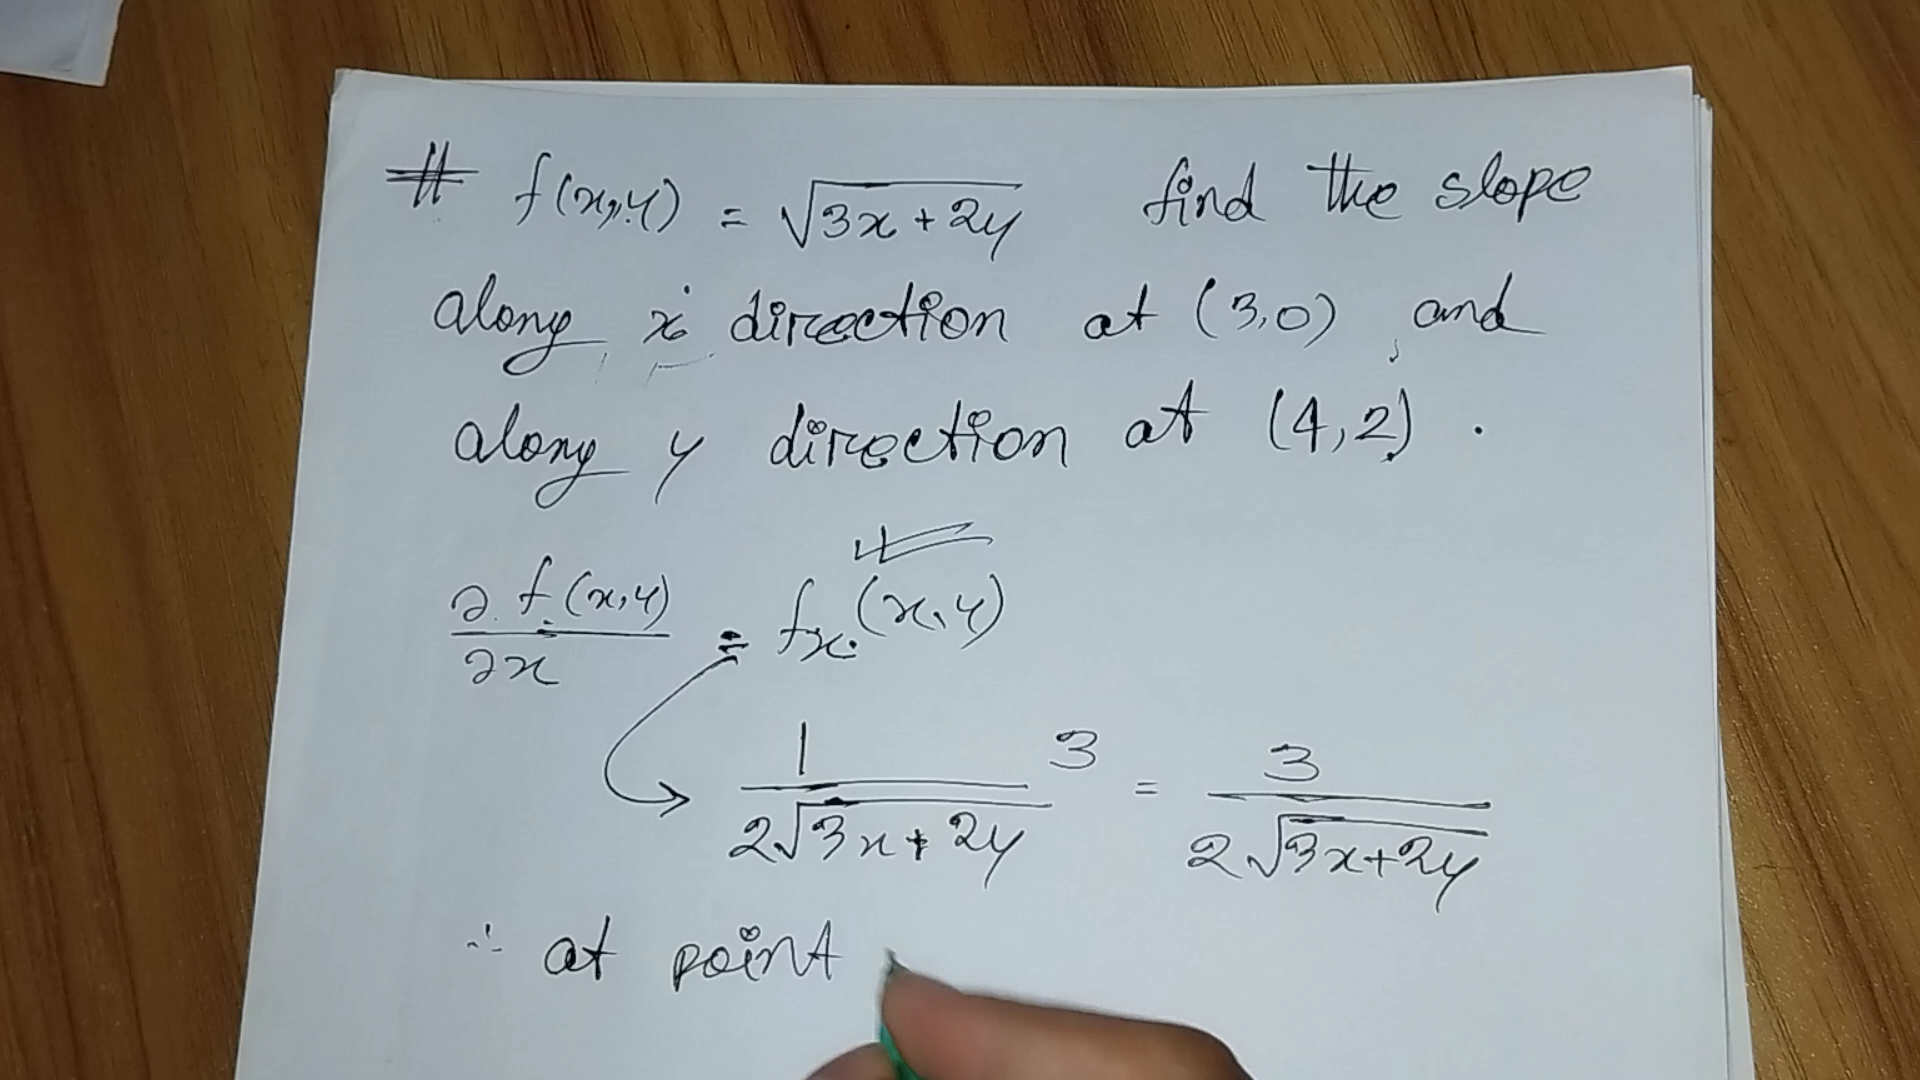 # f(x,y) = √3x + 2y find the slope
along x direction at (3,0) and
along y direction at (4,2).
∂ f(x,y) / ∂x = fx (x,y)
1 / 2√3x + 2y 3 = 3 / 2√3x+2y
∴ at point